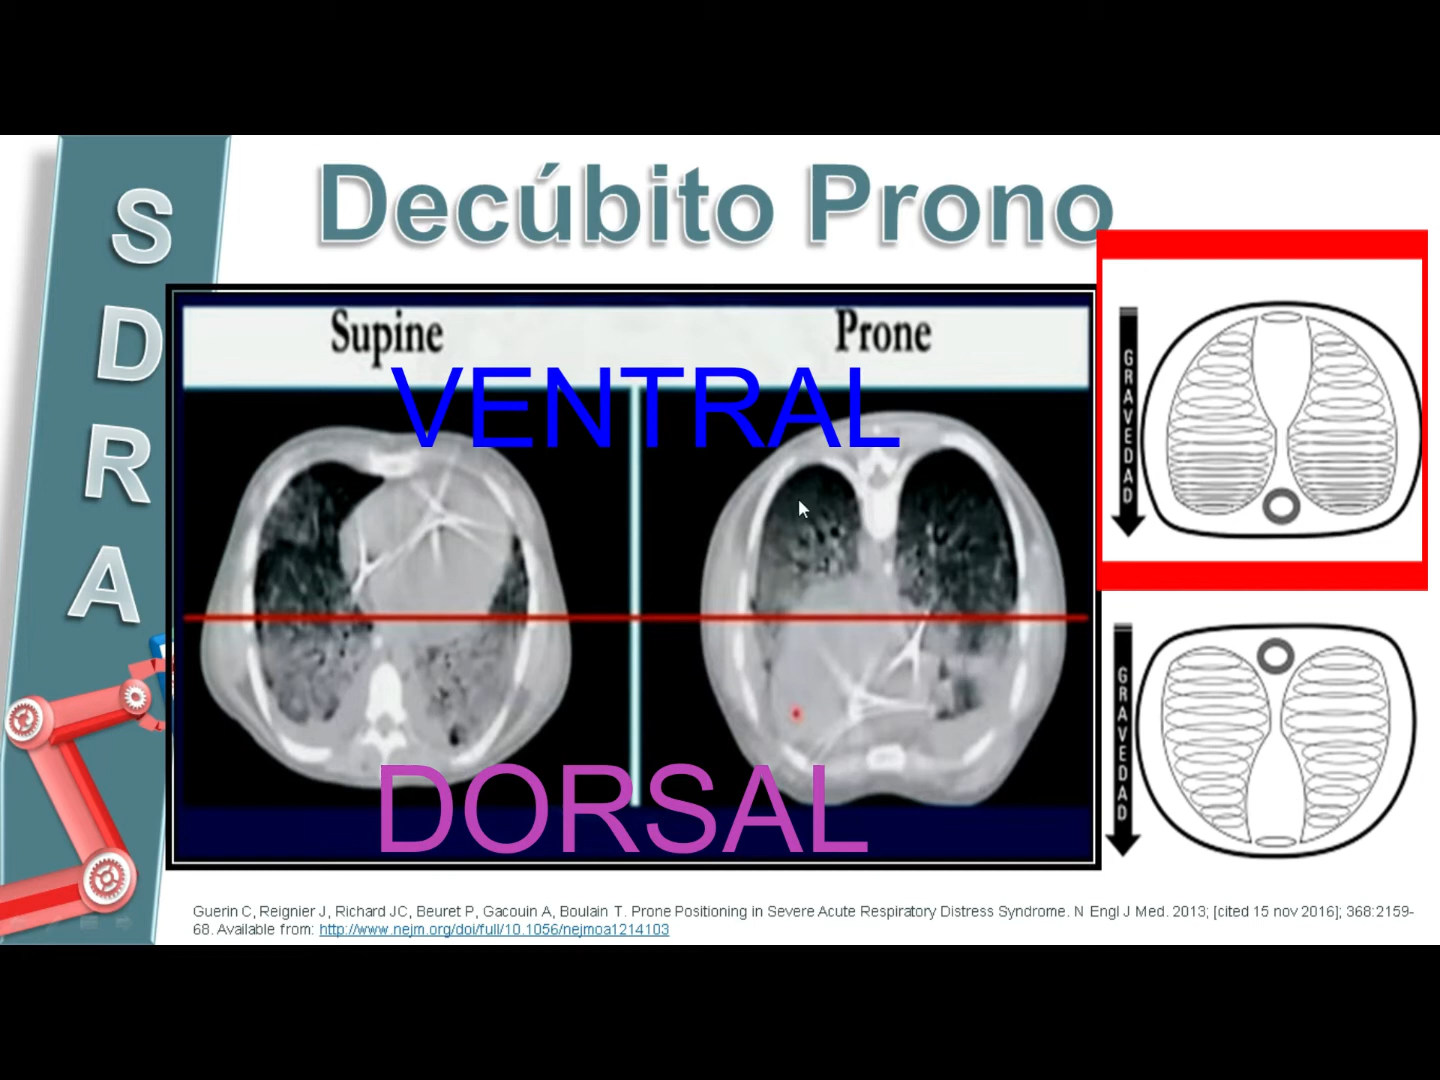 Decúbito Prono
SDRA
Supine
Prone
VENTRAL
DORSAL
GRAVEDAD
GRAVEDAD
Guerin C, Reignier J, Richard JC, Beuret P, Gacouin A, Boulain T. Prone Positioning in Severe Acute Respiratory Distress Syndrome. N Engl J Med. 2013; [cited 15 nov 2016]; 368:2159-
68. Available from: http://www.nejm.org/doi/full/10.1056/nejmoa1214103